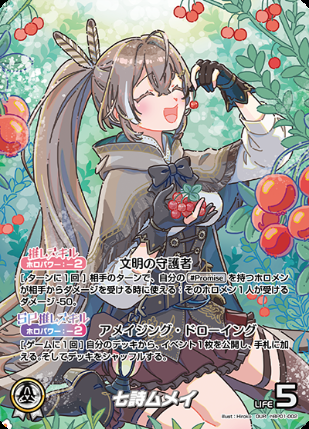 推しスキル
ホロパワー：-2
文明の守護者
[ターンに1回]相手のターンで、自分の #Promise を持つホロメン
が相手からダメージを受ける時に使える：そのホロメン1人が受ける
ダメージ-50。
SP推しスキル
ホロパワー：-2
アメイジング・ドローイング
[ゲームに1回]自分のデッキから、イベント1枚を公開し、手札に加
える。そしてデッキをシャッフルする。
七詩ムメイ
LIFE 5